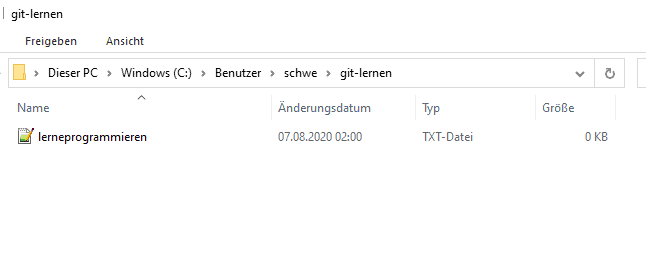 git-lernen
Freigeben Ansicht
Dieser PC Windows (C:) Benutzer schwe git-lernen
Name Änderungsdatum Typ Größe
lerneprogrammieren 07.08.2020 02:00 TXT-Datei 0 KB